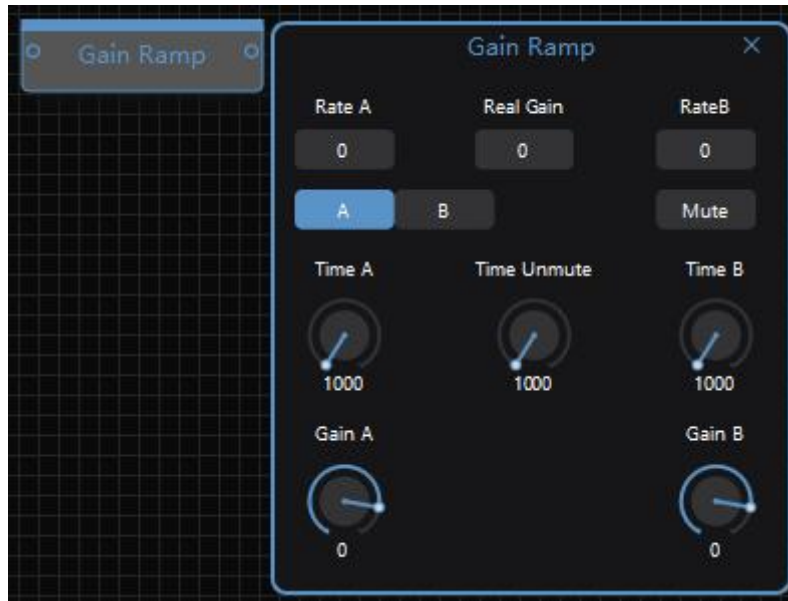 Gain Ramp
Gain Ramp
Rate A Real Gain RateB
0 0 0
A B Mute
Time A Time Unmute Time B
1000 1000 1000
Gain A Gain B
0 0